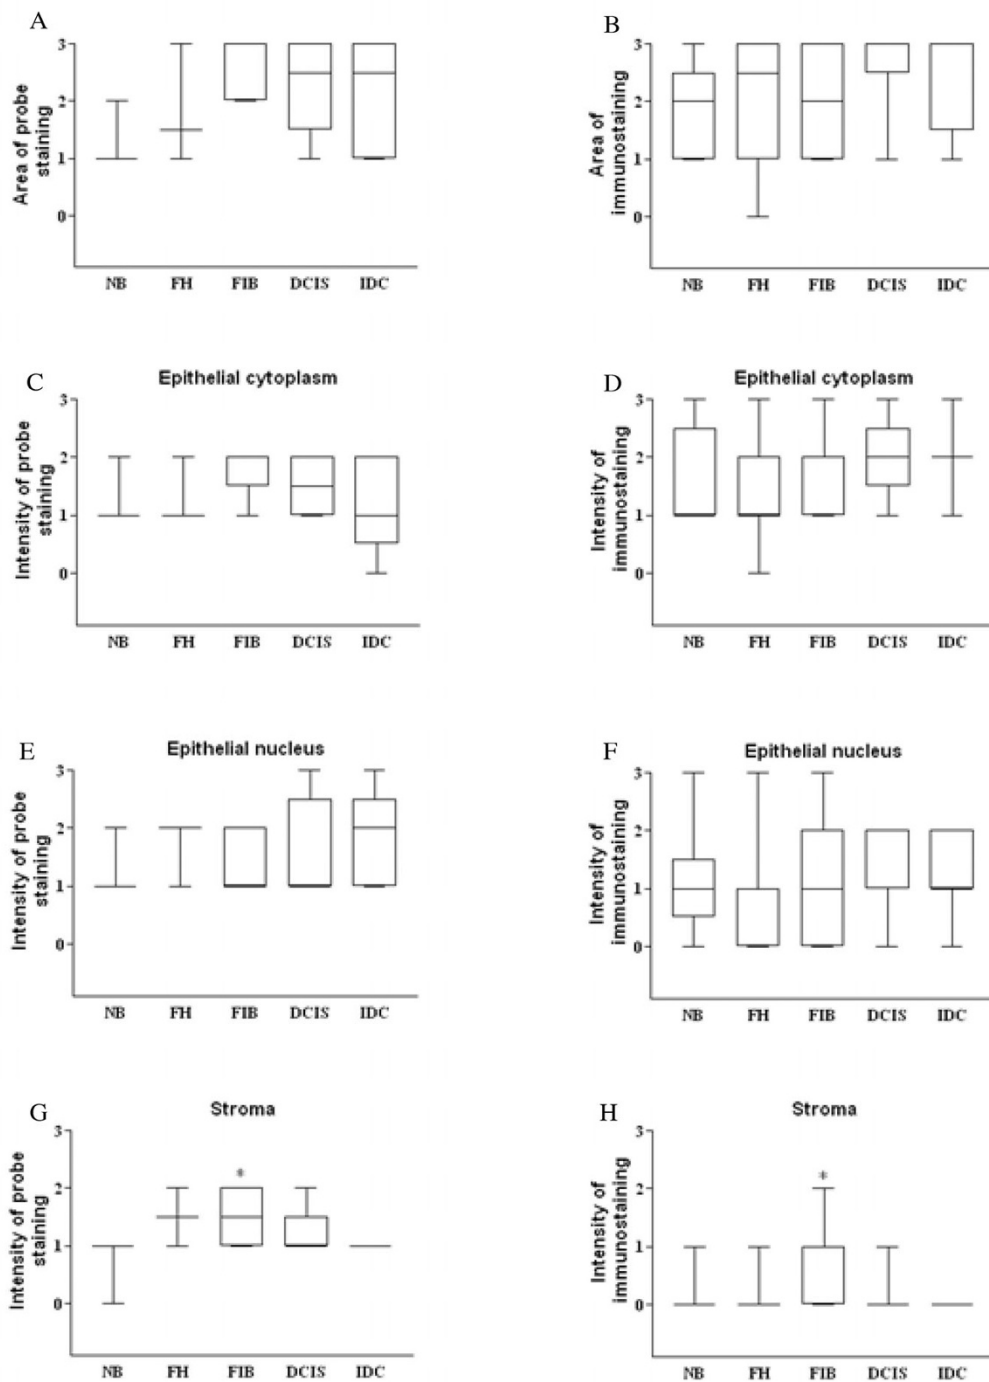 A
3
2
1
0
Area of probe
staining
NB FH FIB DCIS IDC
B
3
2
1
0
Area of
immunostaining
NB FH FIB DCIS IDC
C
Epithelial cytoplasm
3
2
1
0
Intensity of probe
staining
NB FH FIB DCIS IDC
D
Epithelial cytoplasm
3
2
1
0
Intensity of
immunostaining
NB FH FIB DCIS IDC
E
Epithelial nucleus
3
2
1
0
Intensity of probe
staining
NB FH FIB DCIS IDC
F
Epithelial nucleus
3
2
1
0
Intensity of
immunostaining
NB FH FIB DCIS IDC
G
Stroma
3
2
1
0
*
Intensity of probe
staining
NB FH FIB DCIS IDC
H
Stroma
3
2
1
0
*
Intensity of
immunostaining
NB FH FIB DCIS IDC